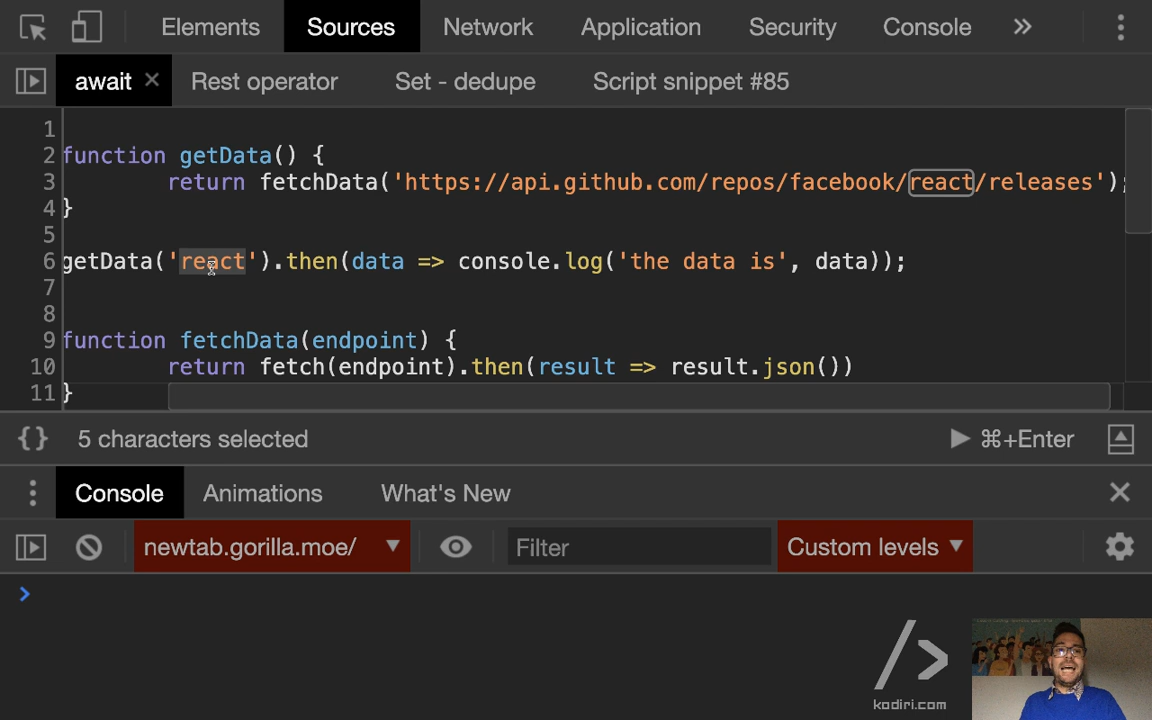 Elements Sources Network Application Security Console
await × Rest operator Set - dedupe Script snippet #85
1
2 function getData() {
3 return fetchData('https://api.github.com/repos/facebook/react/releases');
4 }
5
6 getData('react').then(data => console.log('the data is', data));
7
8
9 function fetchData(endpoint) {
10 return fetch(endpoint).then(result => result.json())
11 }
{} 5 characters selected ⌘+Enter
Console Animations What's New
newtab.gorilla.moe/ Filter Custom levels
/>
kodiri.com